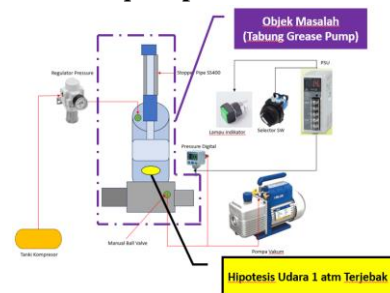 Objek Masalah
(Tabung Grease Pump)
Regulator Pressure
Stopper Pipe SS400
PSU
Lampu Indikator
Selector SW
Pressure Digital
Manual Ball Valve
Tanki Kompresor
Pompa Vakum
Hipotesis Udara 1 atm Terjebak